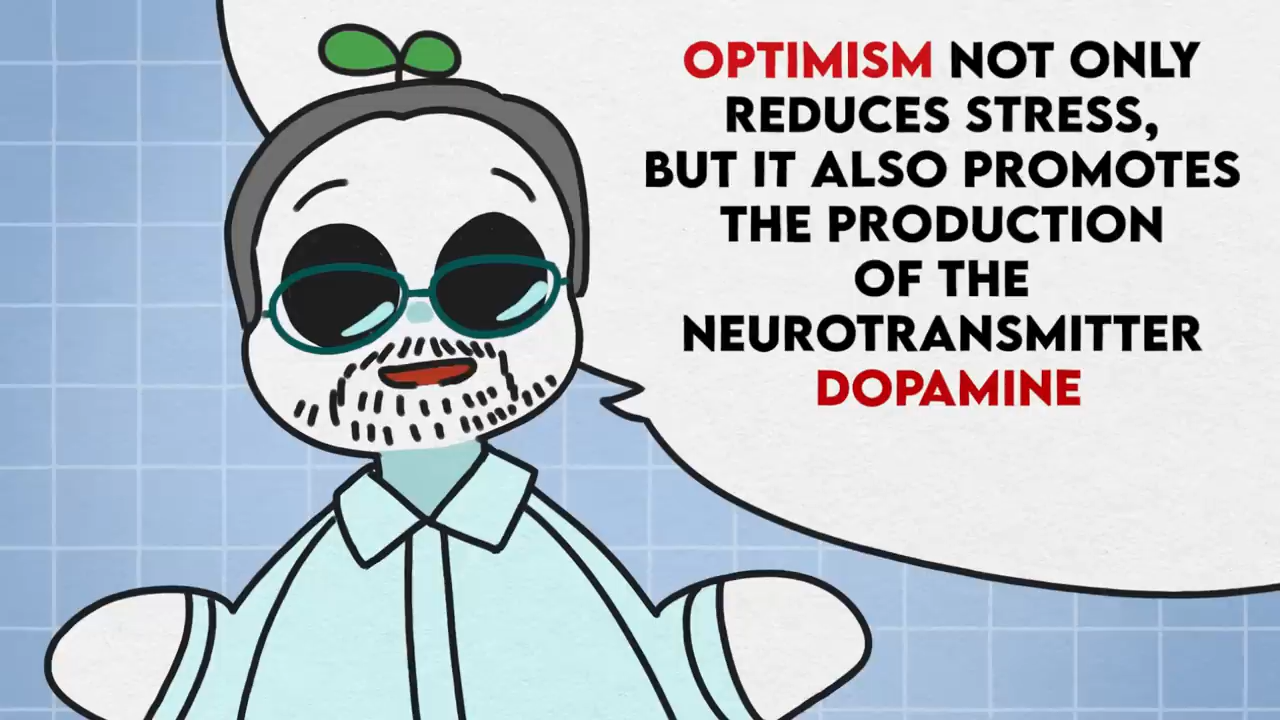 OPTIMISM NOT ONLY
REDUCES STRESS,
BUT IT ALSO PROMOTES
THE PRODUCTION
OF THE
NEUROTRANSMITTER
DOPAMINE